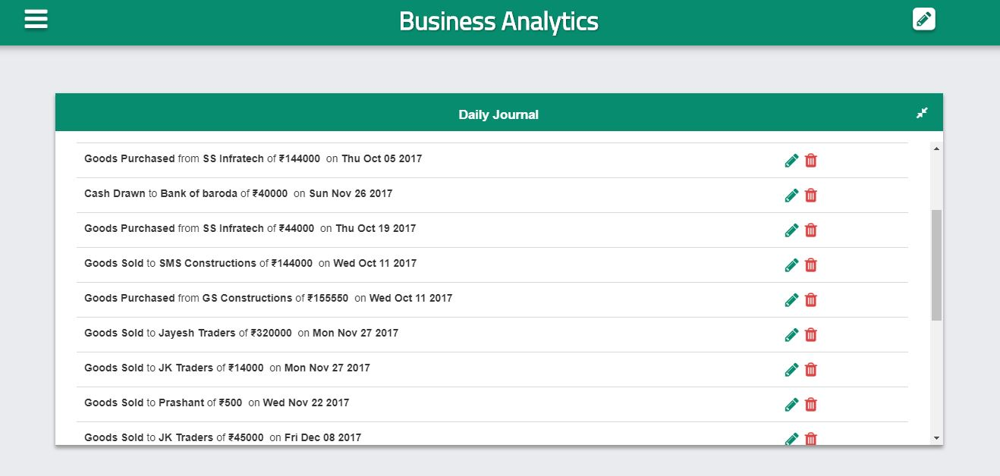 Business Analytics
Daily Journal
Goods Purchased from SS Infratech of ₹144000 on Thu Oct 05 2017
Cash Drawn to Bank of baroda of ₹40000 on Sun Nov 26 2017
Goods Purchased from SS Infratech of ₹44000 on Thu Oct 19 2017
Goods Sold to SMS Constructions of ₹144000 on Wed Oct 11 2017
Goods Purchased from GS Constructions of ₹155550 on Wed Oct 11 2017
Goods Sold to Jayesh Traders of ₹320000 on Mon Nov 27 2017
Goods Sold to JK Traders of ₹14000 on Mon Nov 27 2017
Goods Sold to Prashant of ₹500 on Wed Nov 22 2017
Goods Sold to JK Traders of ₹45000 on Fri Dec 08 2017